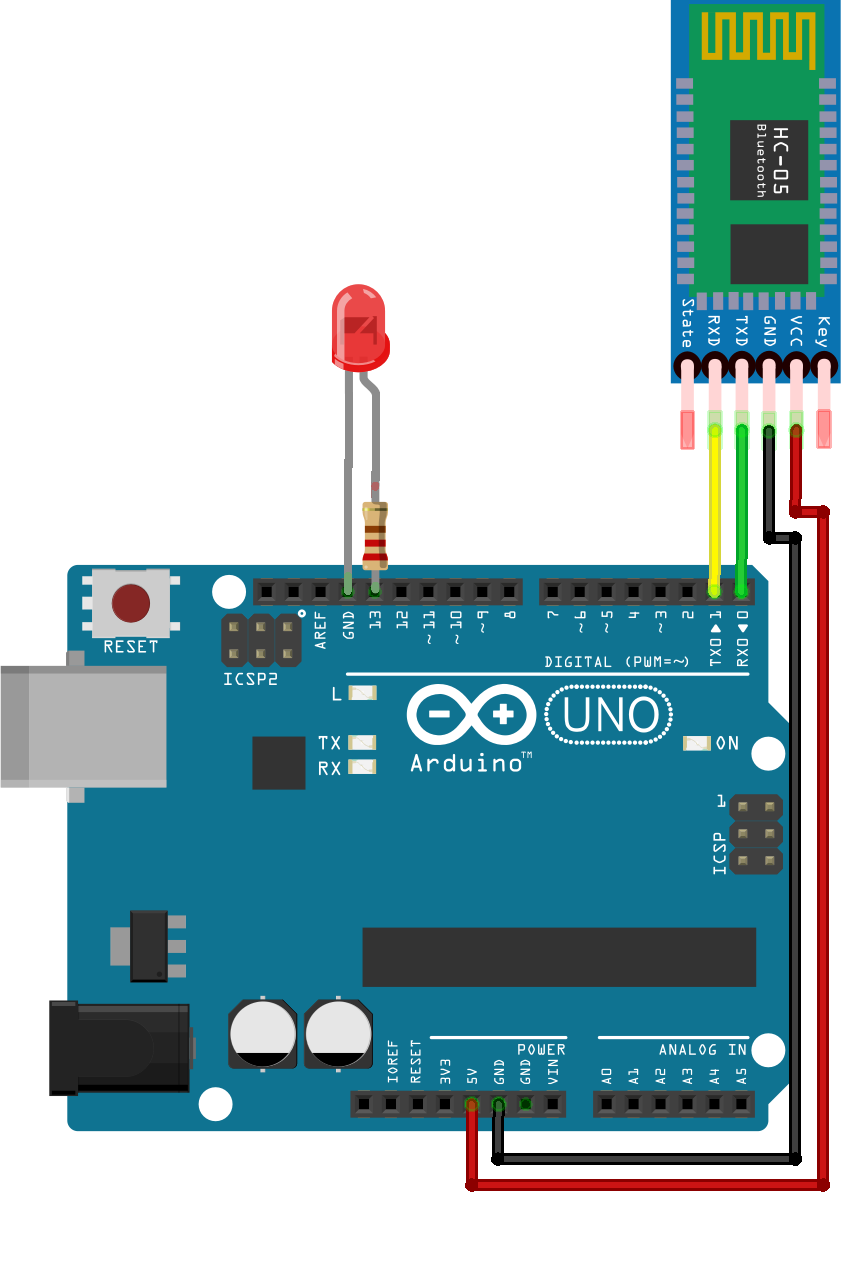 HC-05
Bluetooth
State
RXD
TXD
GND
VCC
Key
RESET
ICSP2
AREF
GND
13
12
~11
~10
~9
8
7
~6
~5
4
~3
2
TX0▶1
RX0◀0
DIGITAL (PWM=~)
L
TX
RX
Arduino™
UNO
ON
1
ICSP
IOREF
RESET
3V3
5V
GND
GND
VIN
POWER
ANALOG IN
A0
A1
A2
A3
A4
A5